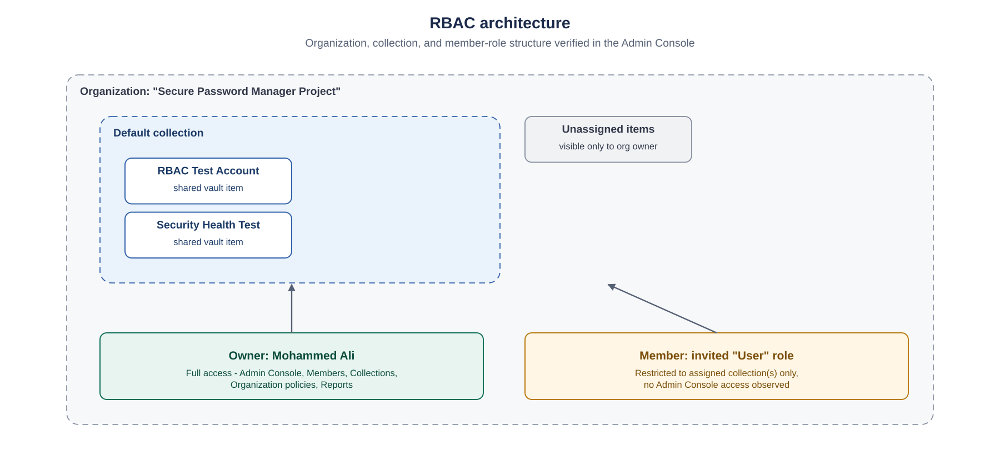 RBAC architecture
Organization, collection, and member-role structure verified in the Admin Console
Organization: "Secure Password Manager Project"
Default collection
RBAC Test Account
shared vault item
Security Health Test
shared vault item
Unassigned items
visible only to org owner
Owner: Mohammed Ali
Full access - Admin Console, Members, Collections,
Organization policies, Reports
Member: invited "User" role
Restricted to assigned collection(s) only,
no Admin Console access observed